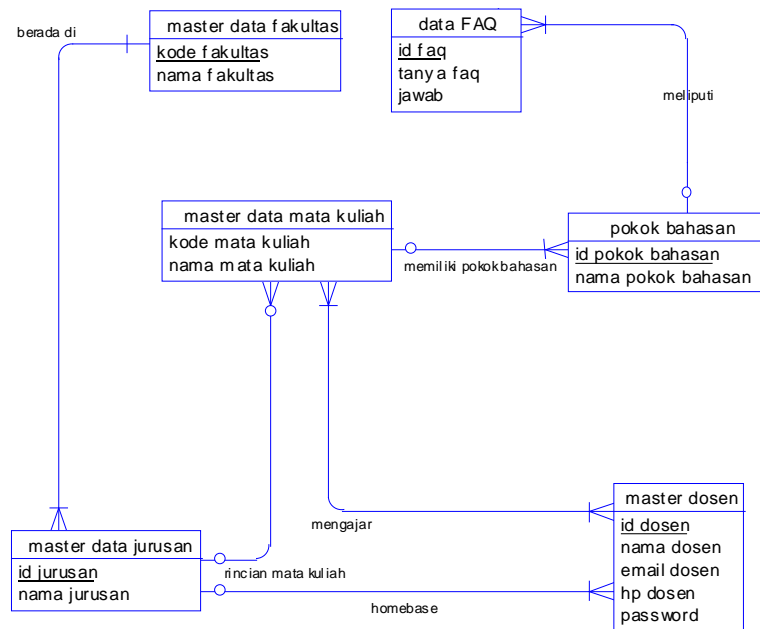 berada di
master data fakultas
kode fakultas
nama fakultas
data FAQ
id faq
tanya faq
jawab
meliputi
master data mata kuliah
kode mata kuliah
nama mata kuliah
memiliki pokok bahasan
pokok bahasan
id pokok bahasan
nama pokok bahasan
mengajar
master dosen
id dosen
nama dosen
email dosen
hp dosen
password
master data jurusan
id jurusan
nama jurusan
rincian mata kuliah
homebase